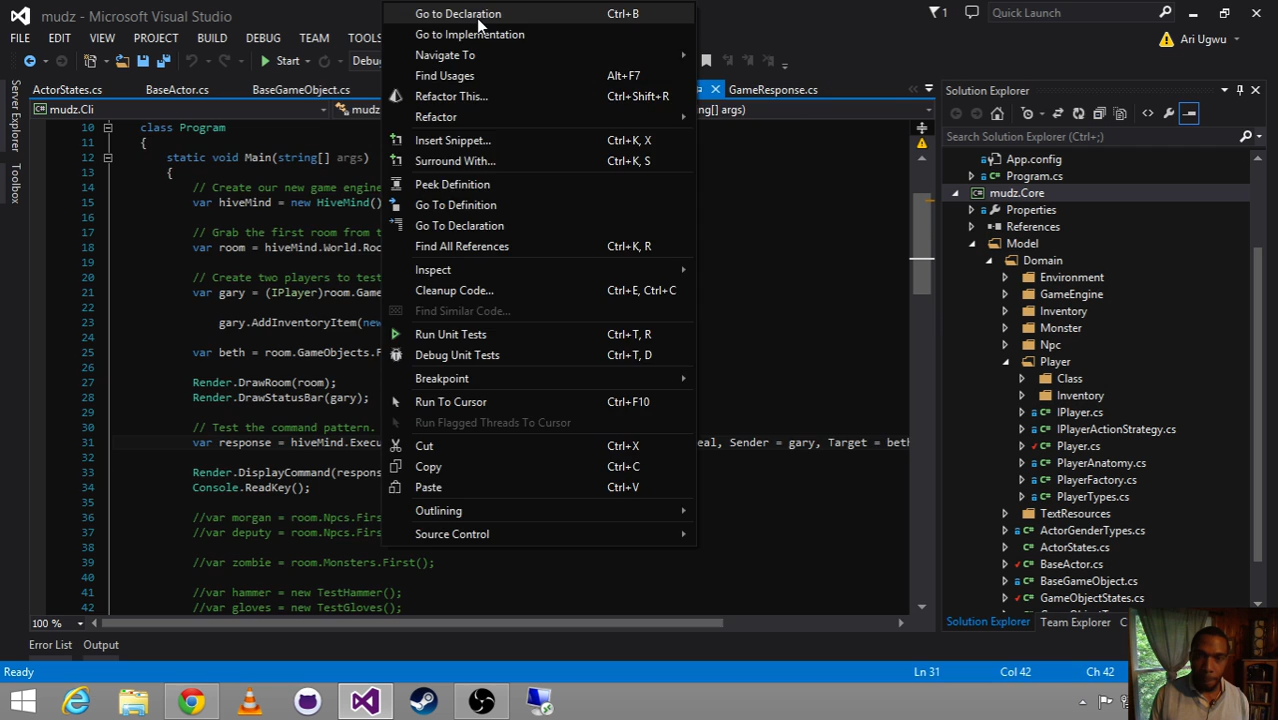 mudz - Microsoft Visual Studio
1
Quick Launch (Ctrl+Q)
FILE EDIT VIEW PROJECT BUILD DEBUG TEAM TOOLS
Ari Ugwu
Start
ActorStates.cs BaseActor.cs BaseGameObject.cs
GameResponse.cs
mudz.Cli
10 class Program
11 {
12 static void Main(string[] args)
13 {
14 // Create our new game engine
15 var hiveMind = new HiveMind()
16
17
18 var room = hiveMind.World.Roc
19
20 // Create two players to test
21 var gary = (IPlayer)room.Game
22
23 gary.AddInventoryItem(new
24
25 var beth = room.GameObjects.F
26
27 Render.DrawRoom(room);
28 Render.DrawStatusBar(gary);
29
30 // Test the command pattern.
31 var response = hiveMind.Execu
eal, Sender = gary, Target = beth
32
33 Render.DisplayCommand(respons
34 Console.ReadKey();
35
36 //var morgan = room.Npcs.Firs
37 //var deputy = room.Npcs.Firs
38
39 //var zombie = room.Monsters.First();
40
41 //var hammer = new TestHammer();
42 //var gloves = new TestGloves();
100 %
Server Explorer
Toolbox
Go to Declaration Ctrl+B
Go to Implementation
Navigate To
Find Usages Alt+F7
Refactor This... Ctrl+Shift+R
Refactor
Insert Snippet... Ctrl+K, X
Surround With... Ctrl+K, S
Peek Definition
Go To Definition
Go To Declaration
Find All References Ctrl+K, R
Inspect
Cleanup Code... Ctrl+E, Ctrl+C
Find Similar Code...
Run Unit Tests Ctrl+T, R
Debug Unit Tests Ctrl+T, D
Breakpoint
Run To Cursor Ctrl+F10
Run Flagged Threads To Cursor
Cut Ctrl+X
Copy Ctrl+C
Paste Ctrl+V
Outlining
Source Control
Solution Explorer
Search Solution Explorer (Ctrl+;)
App.config
Program.cs
mudz.Core
Properties
References
Model
Domain
Environment
GameEngine
Inventory
Monster
Npc
Player
Class
Inventory
IPlayer.cs
IPlayerActionStrategy.cs
Player.cs
PlayerAnatomy.cs
PlayerFactory.cs
PlayerTypes.cs
TextResources
ActorGenderTypes.cs
ActorStates.cs
BaseActor.cs
BaseGameObject.cs
GameObjectStates.cs
Solution Explorer Team Explorer
Error List Output
Ready Ln 31 Col 42 Ch 42